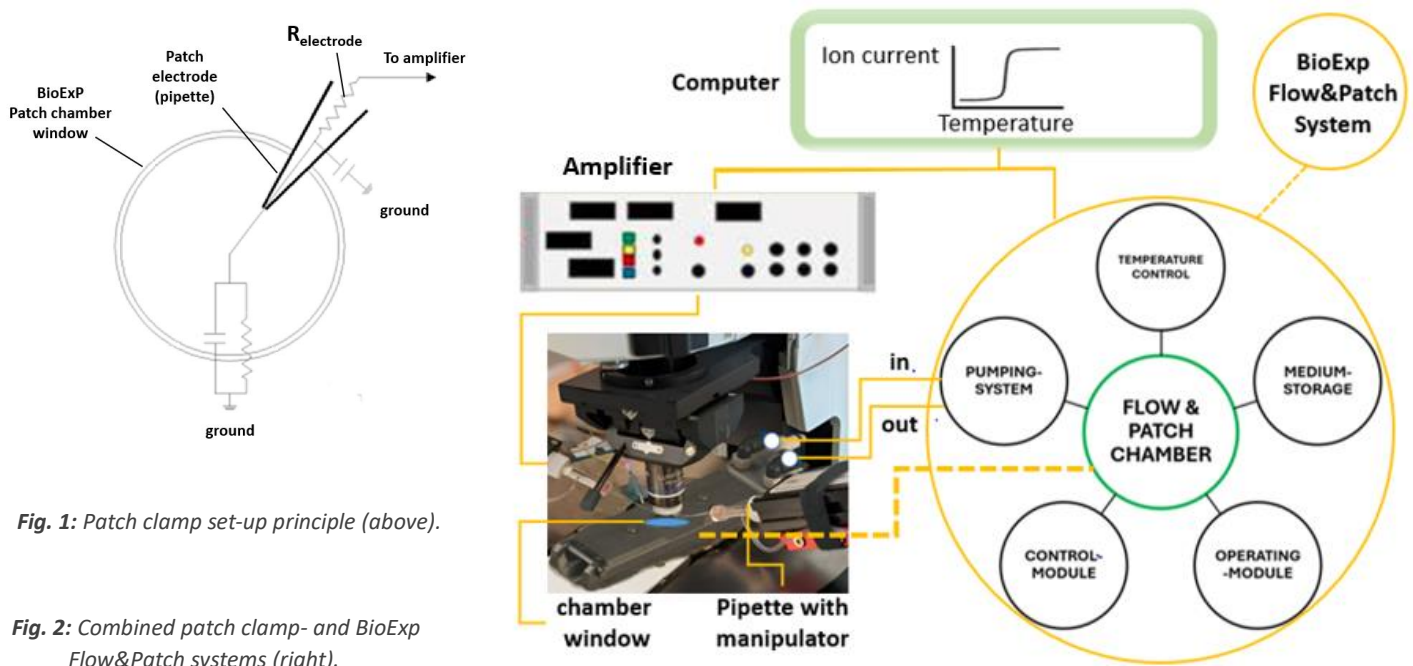 R electrode
To amplifier
Patch
electrode
(pipette)
BioExP
Patch chamber
window
ground
ground
Fig. 1: Patch clamp set-up principle (above).
Fig. 2: Combined patch clamp- and BioExp
Flow&Patch systems (right).
Computer
Ion current
Temperature
BioExp
Flow&Patch
System
Amplifier
TEMPERATURE
CONTROL
PUMPING-
SYSTEM
MEDIUM-
STORAGE
FLOW &
PATCH
CHAMBER
CONTROL-
MODULE
OPERATING
-MODULE
in.
out
chamber
window
Pipette with
manipulator